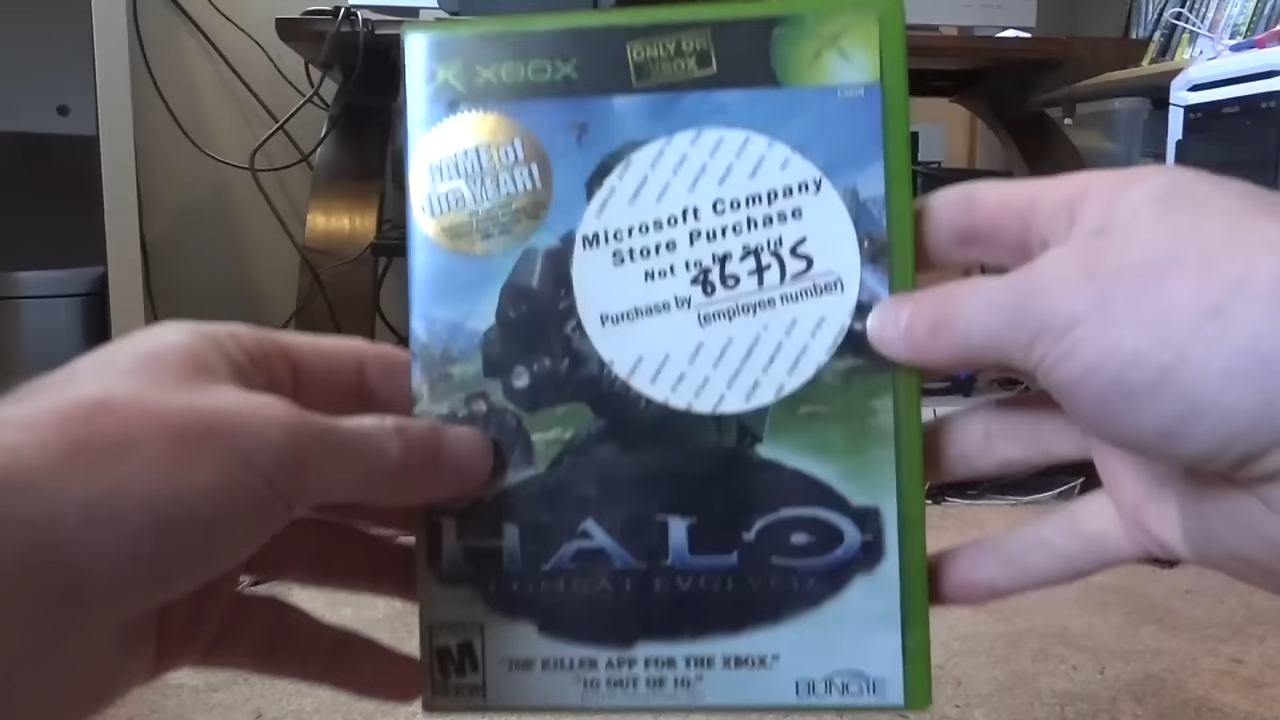 XBOX
ONLY ON
XBOX
GAME of
the YEAR!
Microsoft Company
Store Purchase
Not to be Sold
86715
Purchase by
(employee number)
HALO
COMBAT EVOLVED
M
"THE KILLER APP FOR THE XBOX."
"10 OUT OF 10."
BUNGIE